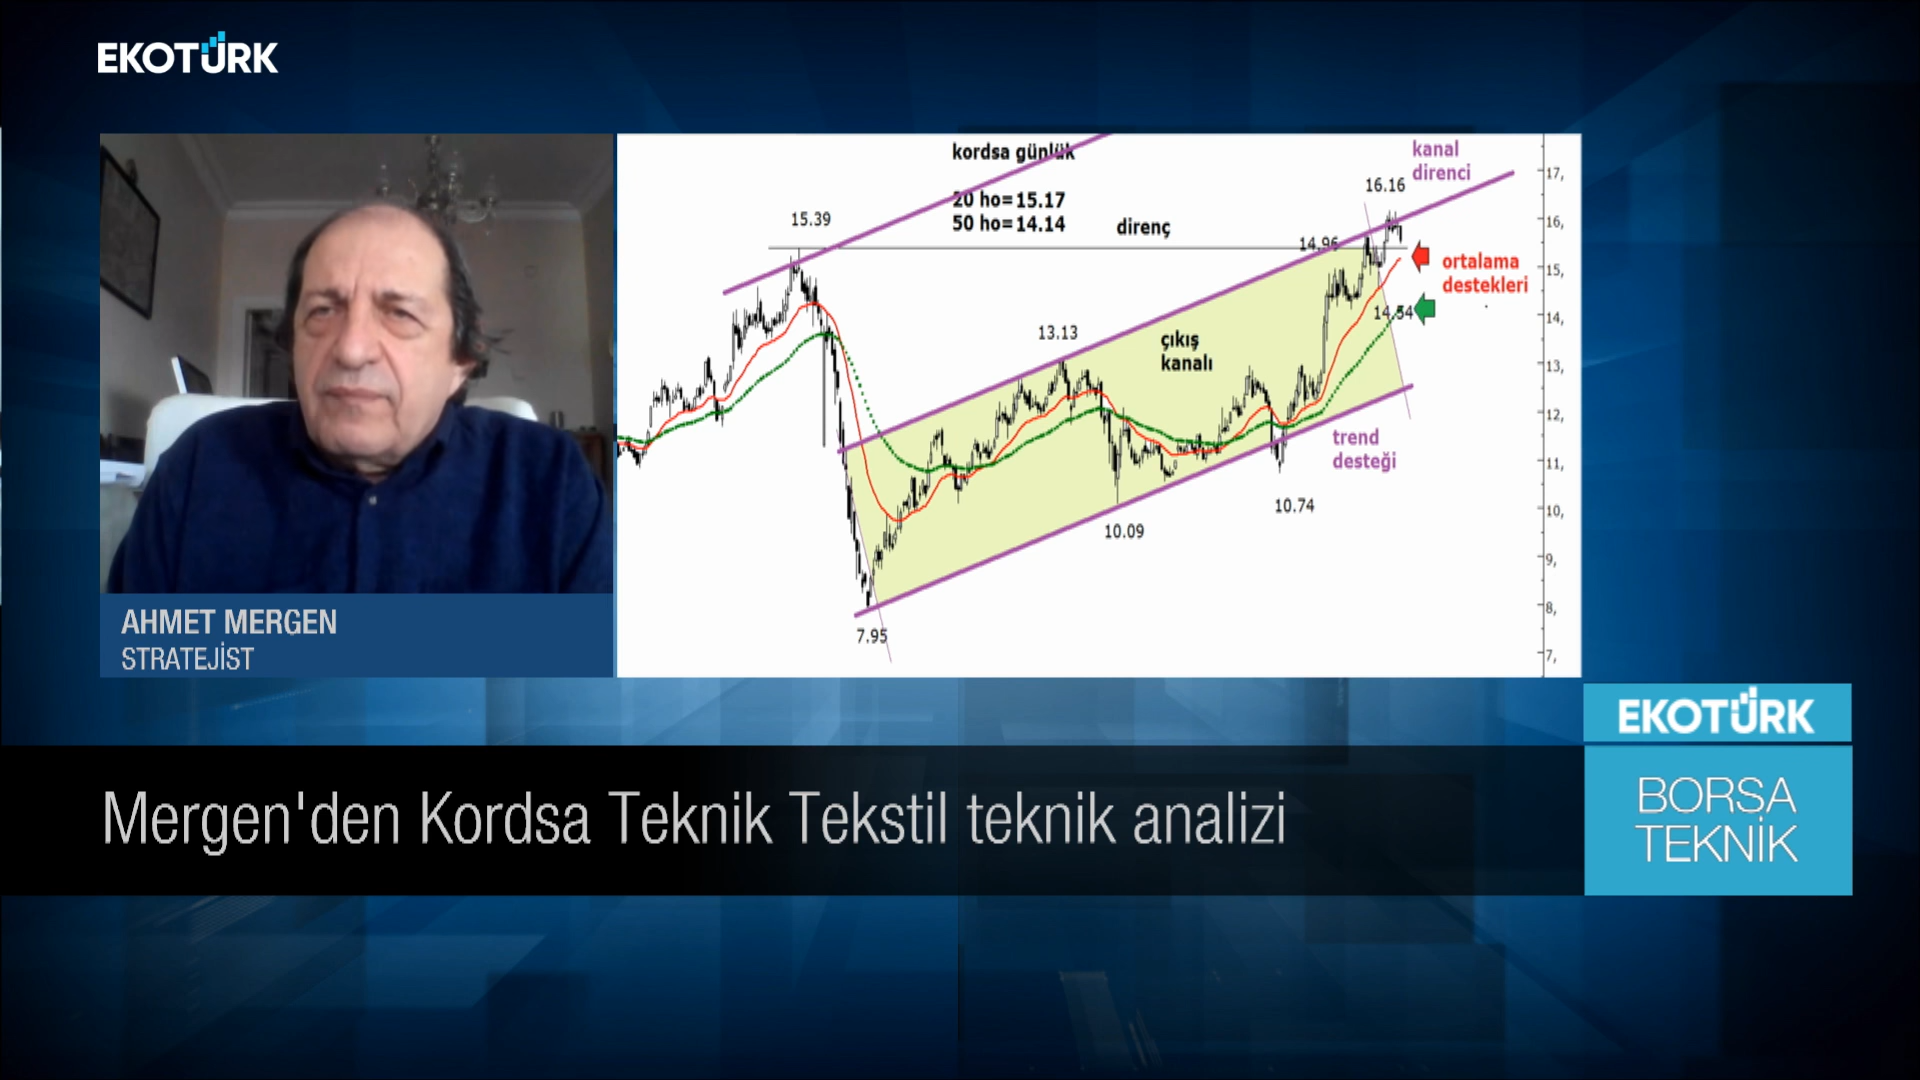 EKOTÜRK
kordsa günlük
20 ho=15.17
50 ho=14.14
direnç
15.39
kanal
direnci
16.16
14.96
ortalama
destekleri
14.54
13.13
çıkış
kanalı
trend
desteği
10.74
10.09
7.95
17,
16,
15,
14,
13,
12,
11,
10,
9,
8,
7,
AHMET MERGEN
STRATEJİST
EKOTÜRK
Mergen'den Kordsa Teknik Tekstil teknik analizi
BORSA
TEKNİK